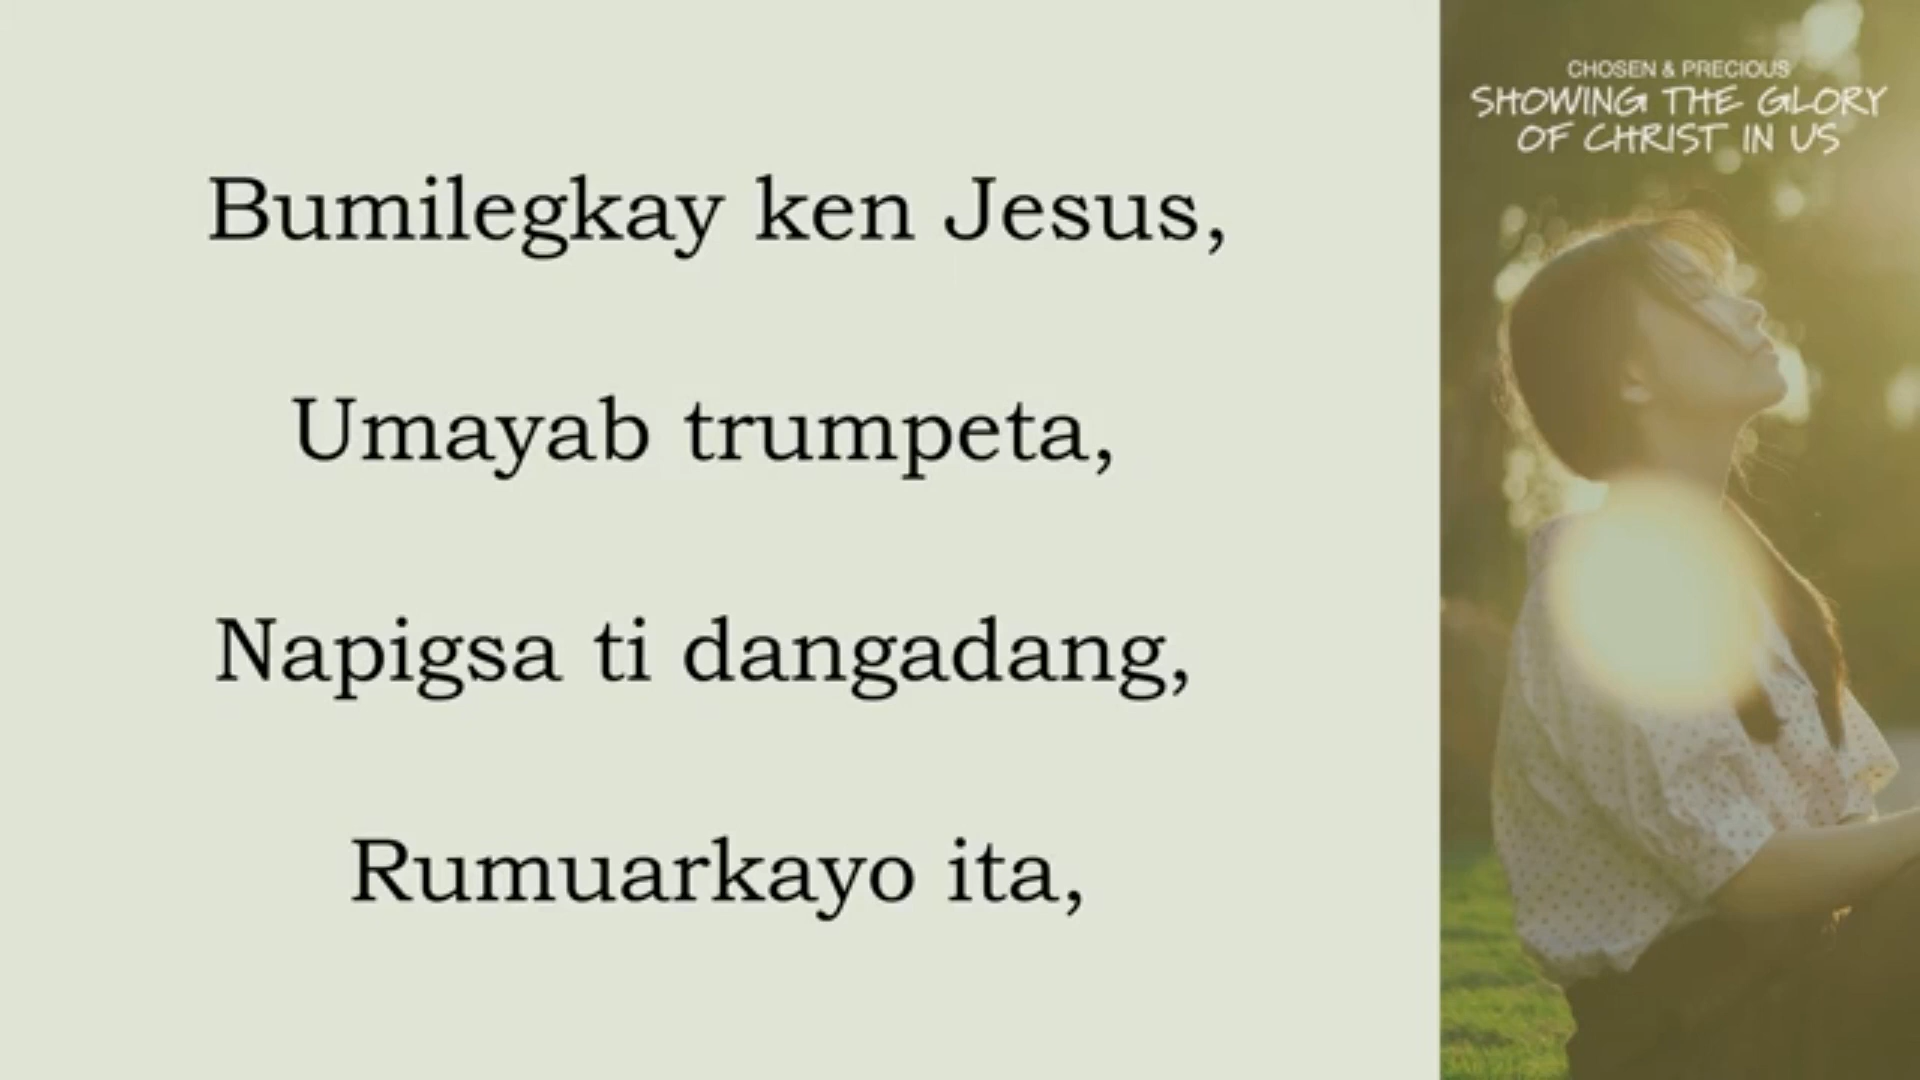 Bumilegkay ken Jesus,
Umayab trumpeta,
Napigsa ti dangadang,
Rumuarkayo ita,
CHOSEN & PRECIOUS
SHOWING THE GLORY
OF CHRIST IN US